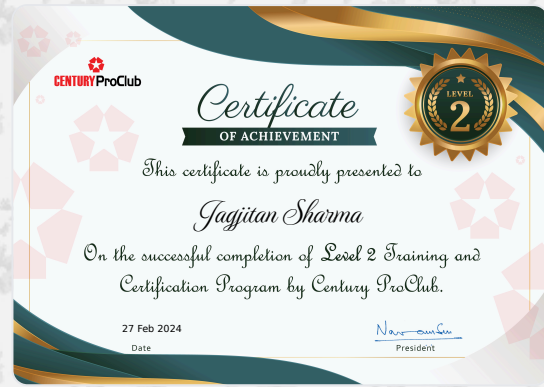 CENTURY ProClub
LEVEL
2
Certificate
OF ACHIEVEMENT
This certificate is proudly presented to
Jagjitan Sharma
On the successful completion of Level 2 Training and
Certification Program by Century ProClub.
27 Feb 2024
Date
President